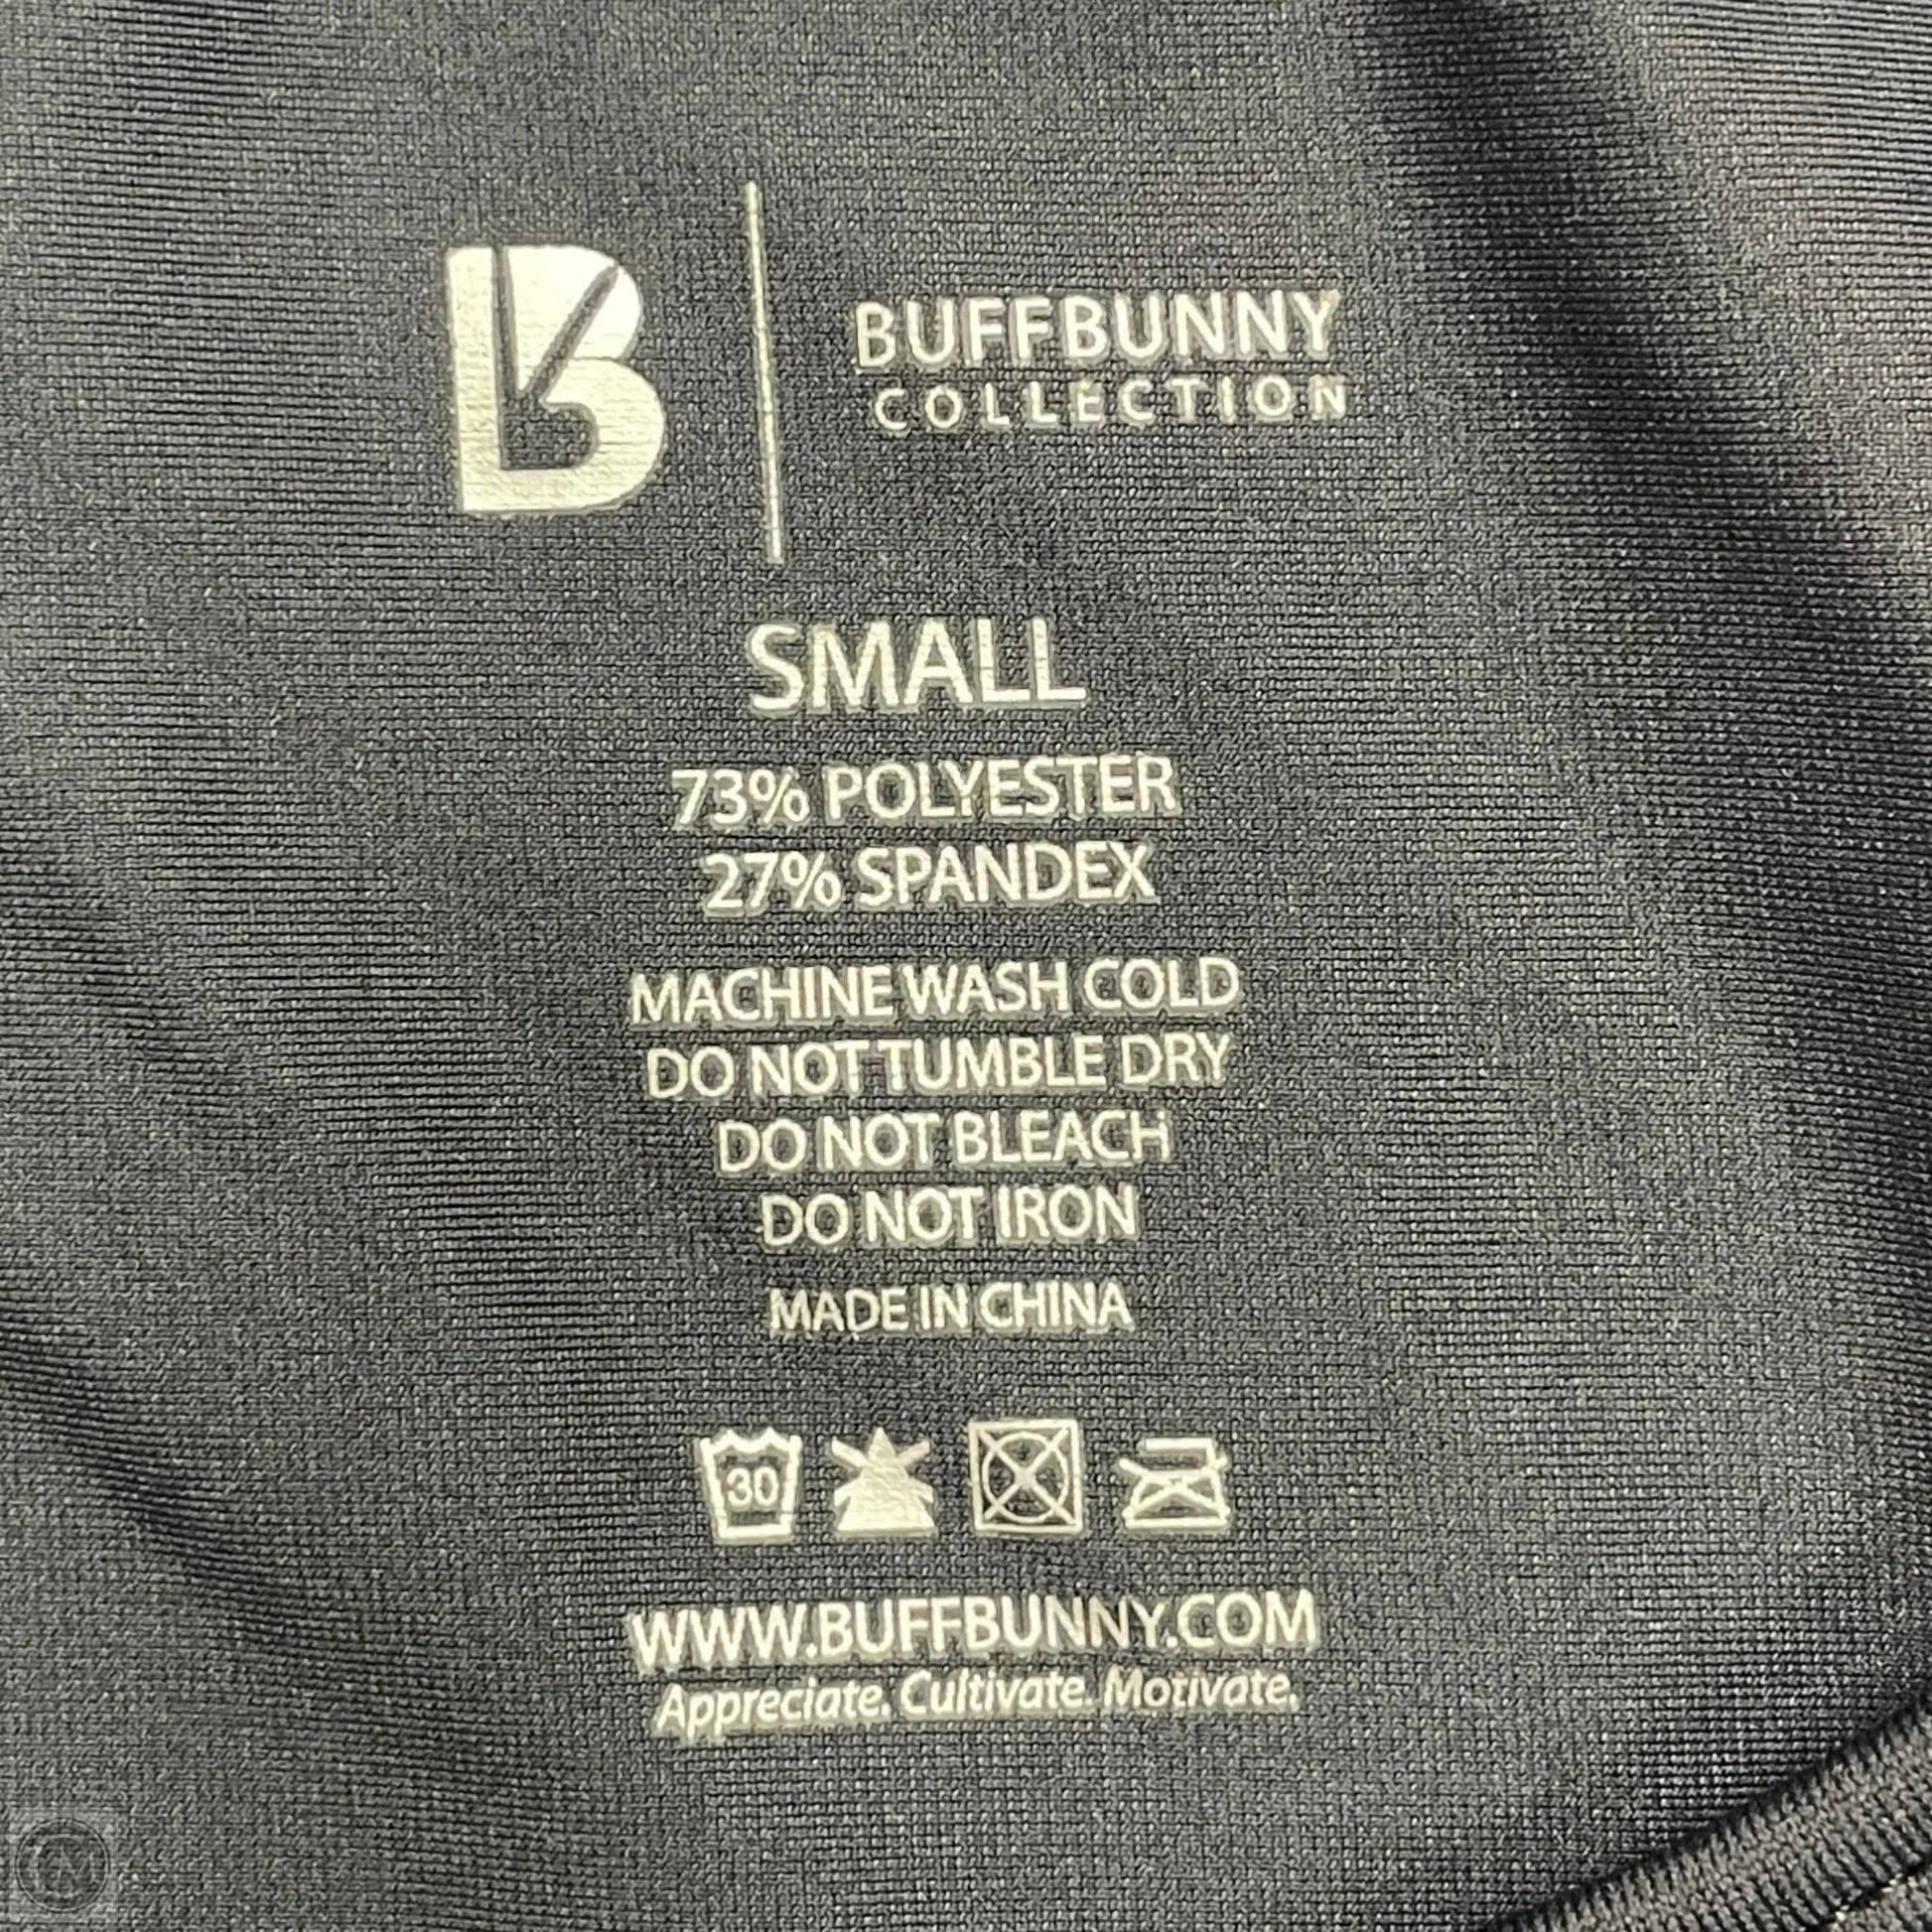 B
BUFFBUNNY
COLLECTION
SMALL
73% POLYESTER
27% SPANDEX
MACHINE WASH COLD
DO NOT TUMBLE DRY
DO NOT BLEACH
DO NOT IRON
MADE IN CHINA
30
WWW.BUFFBUNNY.COM
Appreciate. Cultivate. Motivate.